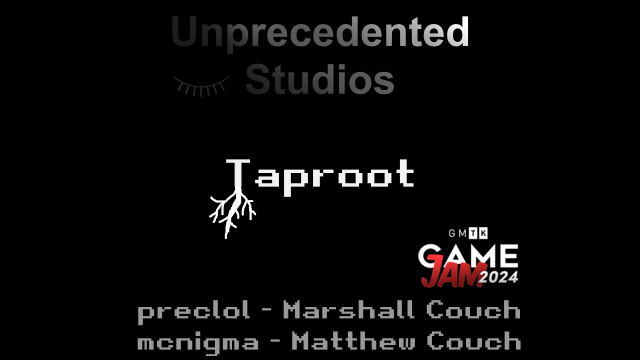 Unprecedented
Studios
Taproot
GMTK
GAME
JAM 2024
preclol - Marshall Couch
mcnigma - Matthew Couch